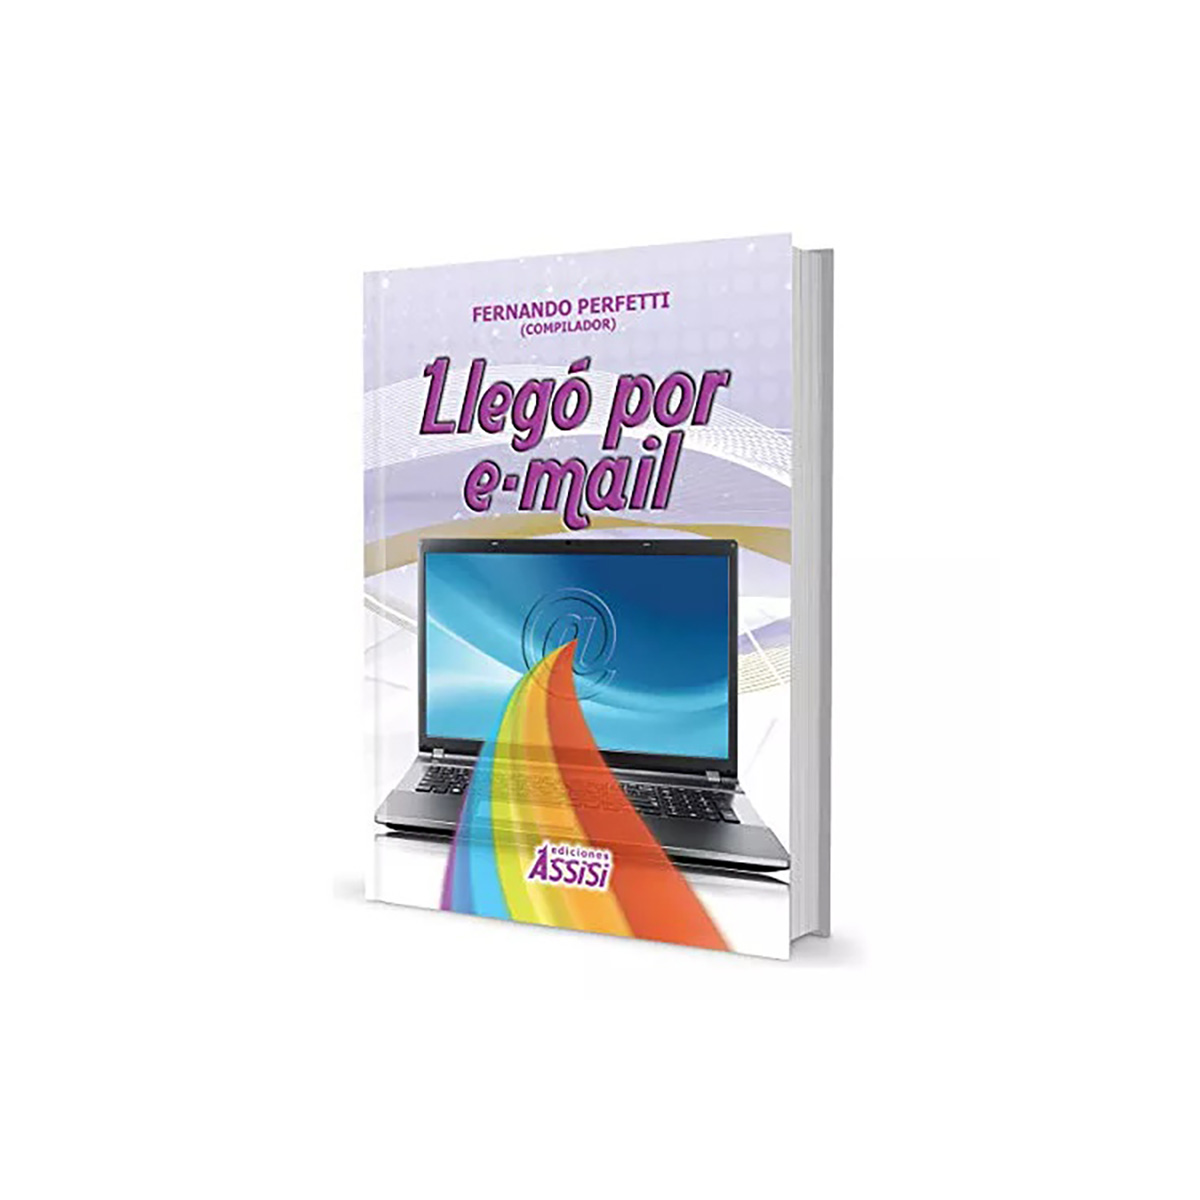 FERNANDO PERFETTI
(COMPILADOR)
Llegó por
e-mail
@
ediciones
ASSISI